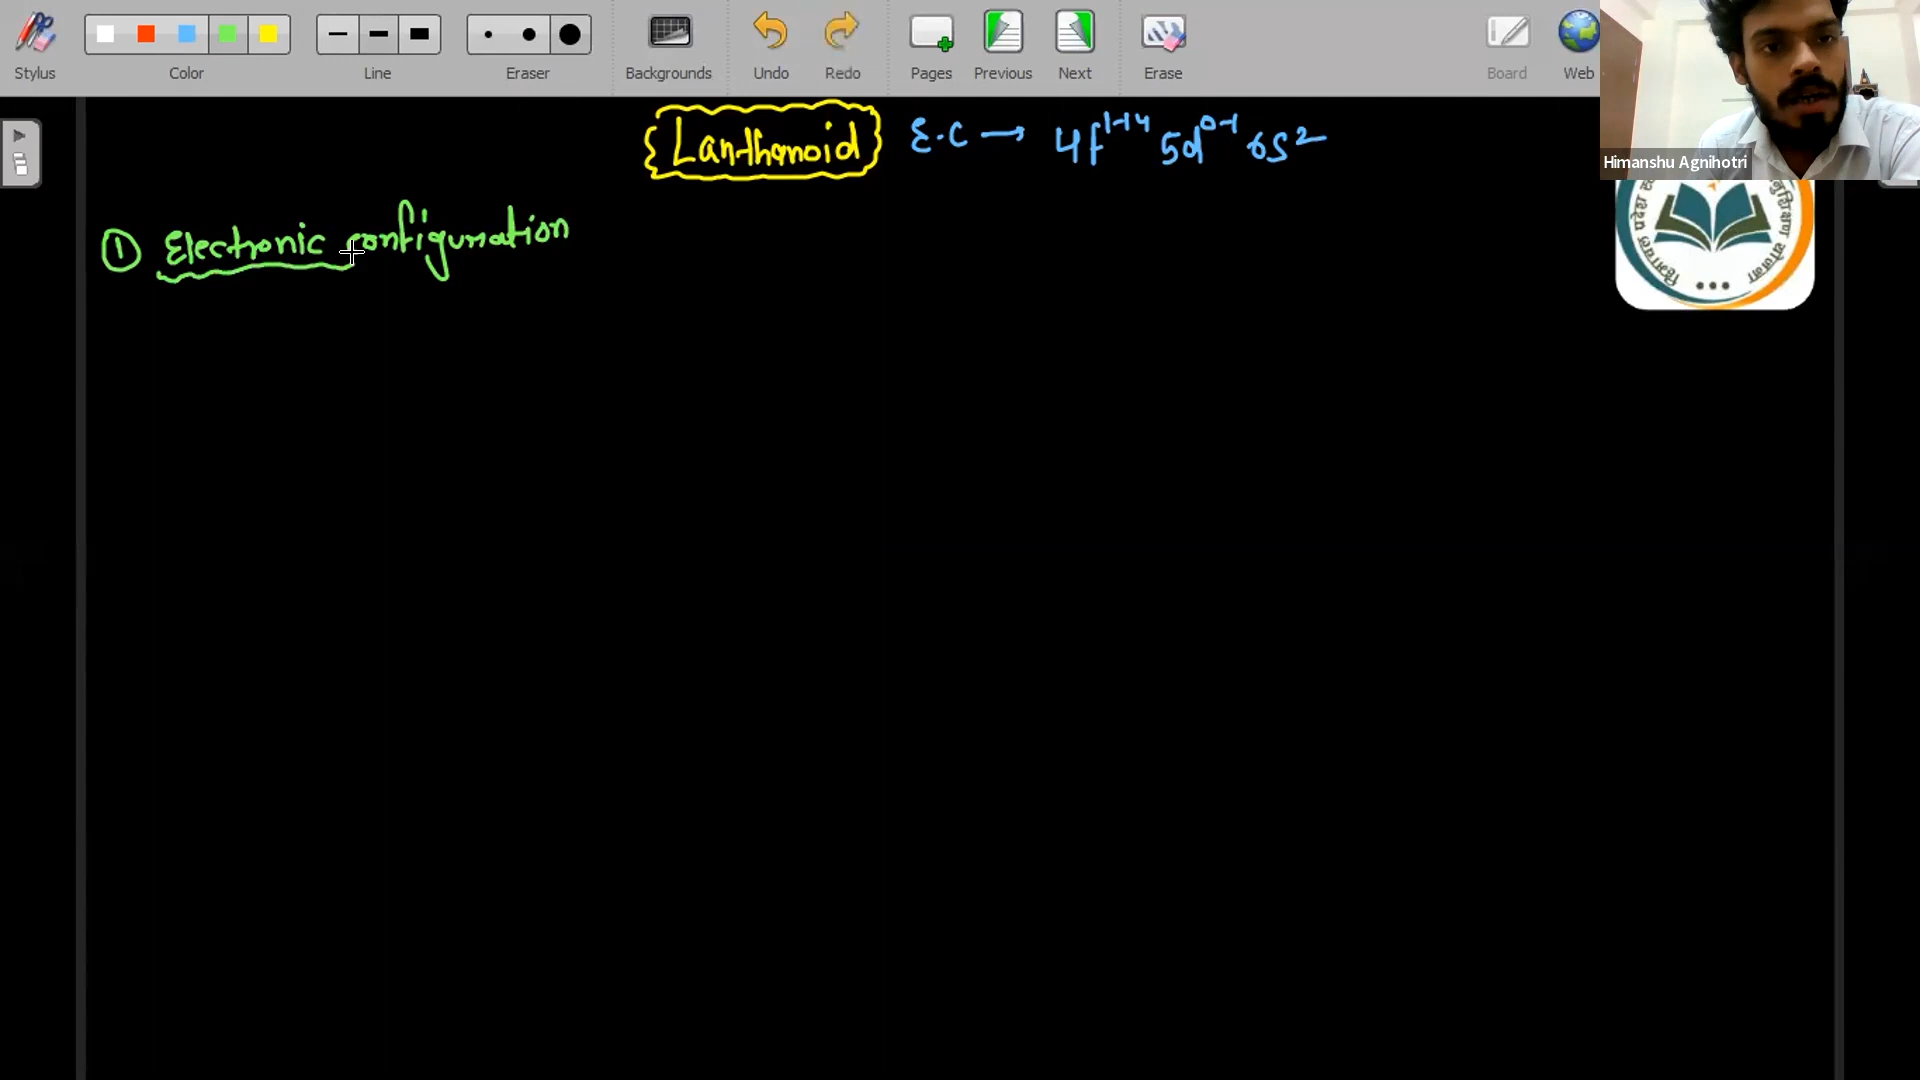 Stylus
Color
Line
Eraser
Backgrounds
Undo
Redo
Pages
Previous
Next
Erase
Board
Web
Himanshu Agnihotri
{Lanthanoid} E.C → 4f¹⁻¹⁴ 5d⁰⁻¹ 6s²
① Electronic configuration